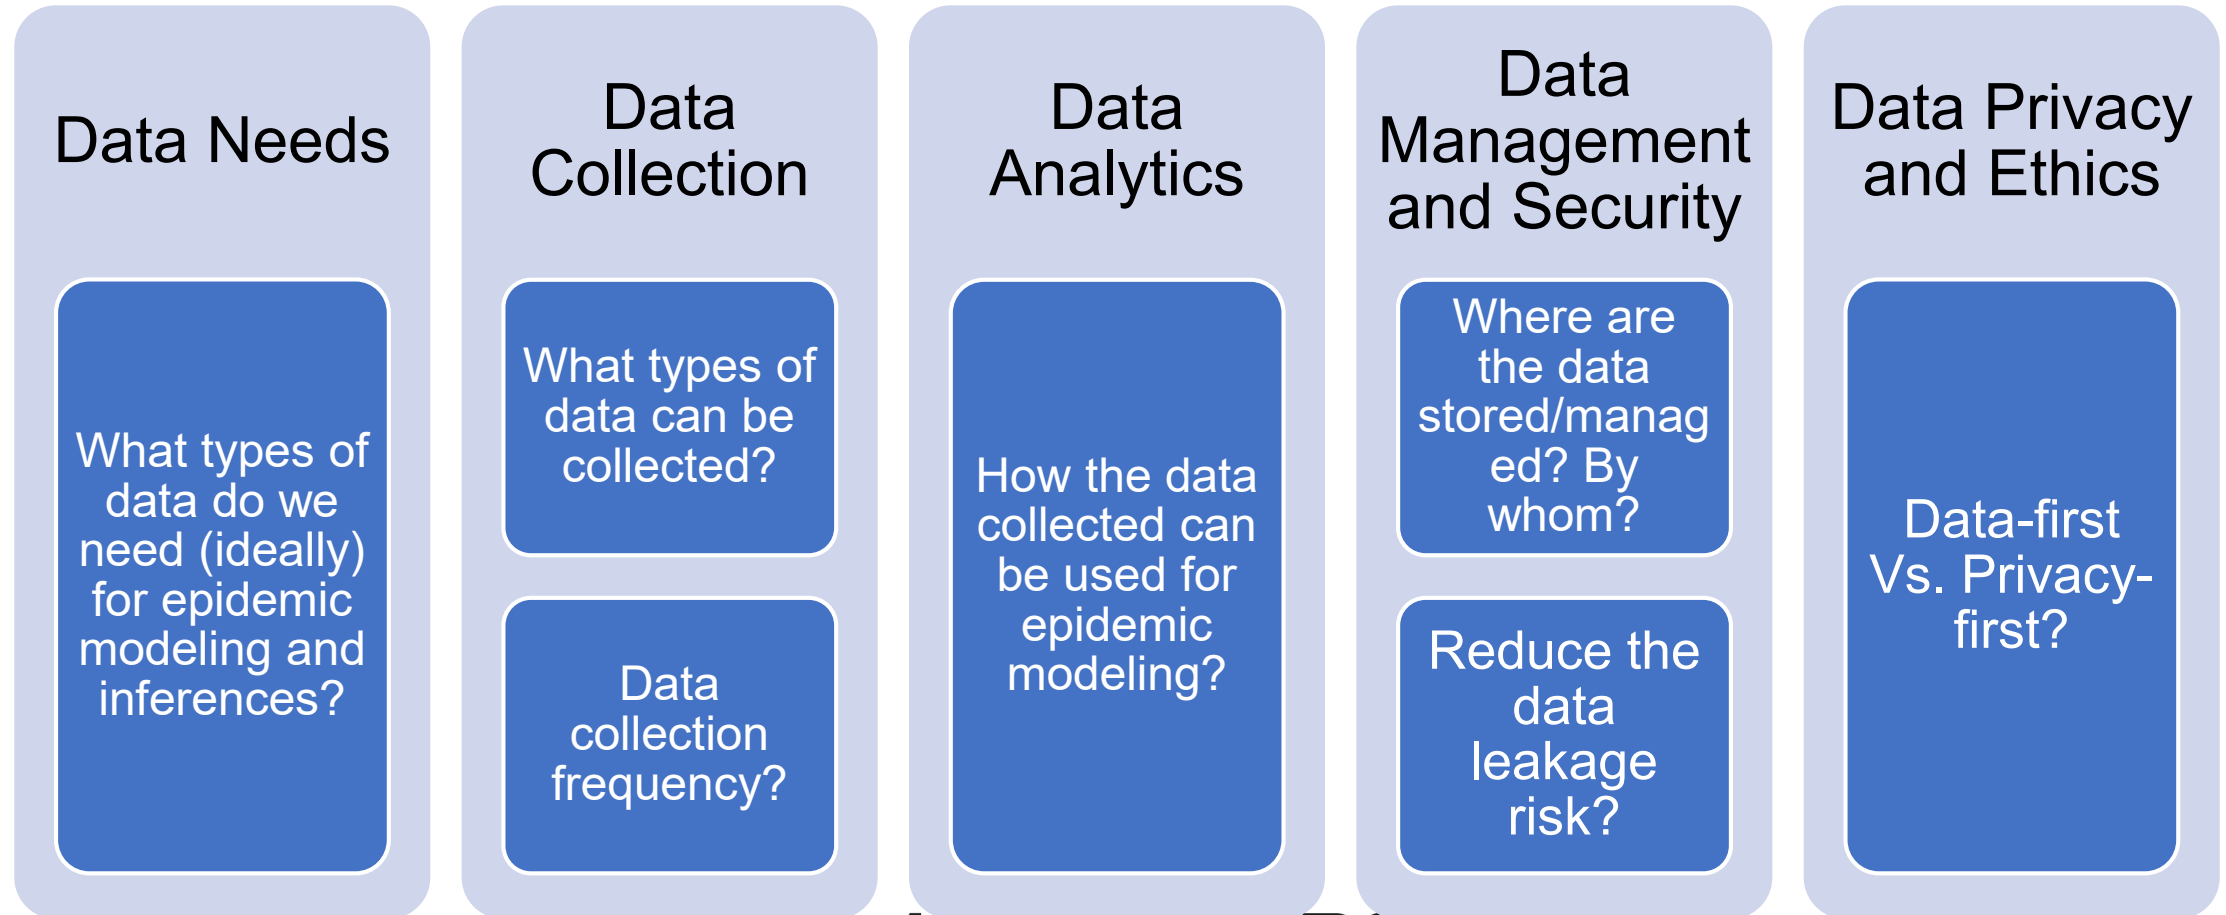 Data Needs
What types of
data do we
need (ideally)
for epidemic
modeling and
inferences?
Data
Collection
What types of
data can be
collected?
Data
collection
frequency?
Data
Analytics
How the data
collected can
be used for
epidemic
modeling?
Data
Management
and Security
Where are
the data
stored/manag
ed? By
whom?
Reduce the
data
leakage
risk?
Data Privacy
and Ethics
Data-first
Vs. Privacy-
first?